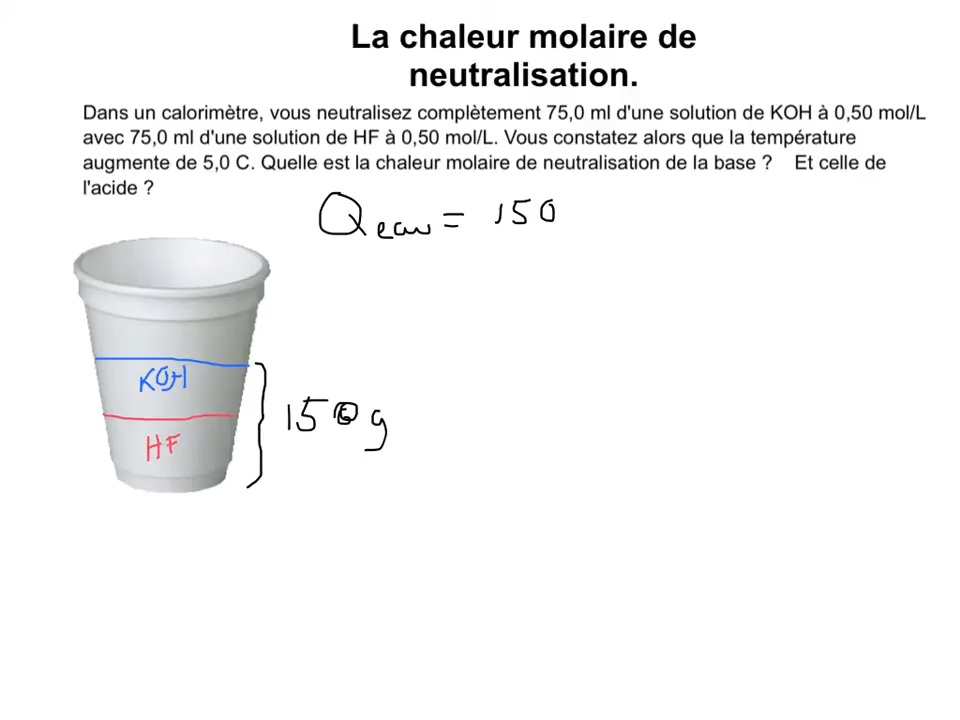 La chaleur molaire de
neutralisation.
Dans un calorimètre, vous neutralisez complètement 75,0 ml d'une solution de KOH à 0,50 mol/L
avec 75,0 ml d'une solution de HF à 0,50 mol/L. Vous constatez alors que la température
augmente de 5,0 C. Quelle est la chaleur molaire de neutralisation de la base ? Et celle de
l'acide ?
Qeau = 150
KOH
150 g
HF